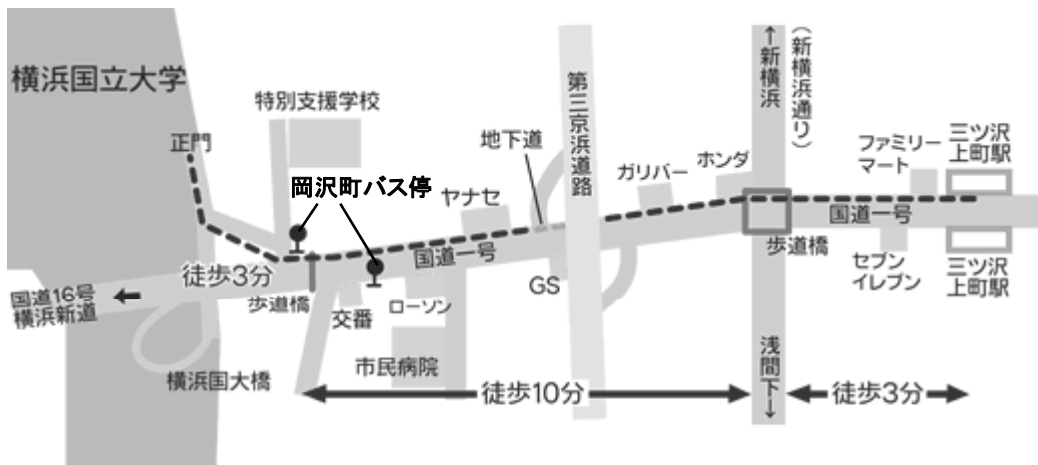 横浜国立大学
正門
特別支援学校
岡沢町バス停
徒歩3分
国道16号
横浜新道
歩道橋
交番
ローソン
市民病院
横浜国大橋
ヤナセ
国道一号
地下道
GS
第三京浜道路
ガリバー
ホンダ
↑新横浜
（新横浜通り）
ファミリー
マート
三ツ沢
上町駅
国道一号
歩道橋
セブン
イレブン
三ツ沢
上町駅
浅間下↓
徒歩10分
徒歩3分